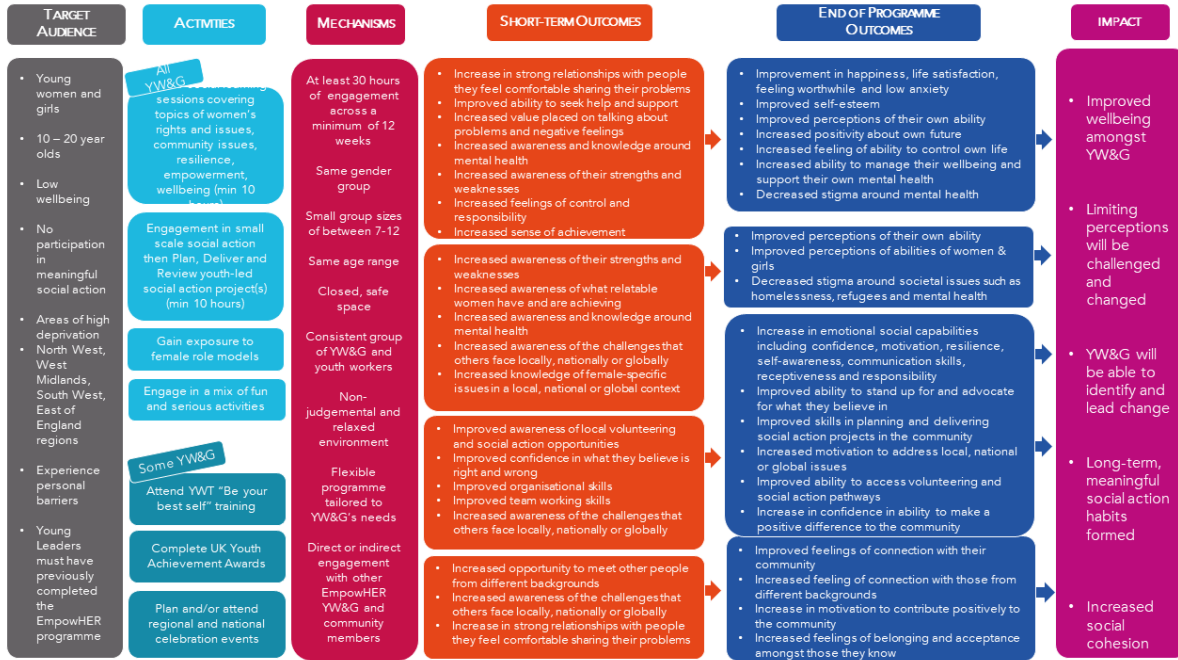 TARGET
AUDIENCE
• Young
women and
girls
• 10 – 20 year
olds
• Low
wellbeing
• No
participation
in
meaningful
social action
• Areas of high
deprivation
• North West,
West
Midlands,
South West,
East of
England
regions
• Experience
personal
barriers
• Young
Leaders
must have
previously
completed
the
EmpowHER
programme
ACTIVITIES
All
YW&G
sessions covering
topics of women's
rights and issues,
community issues,
resilience,
empowerment,
wellbeing (min 10
hours)
Engagement in small
scale social action
then Plan, Deliver and
Review youth-led
social action project(s)
(min 10 hours)
Gain exposure to
female role models
Engage in a mix of fun
and serious activities
Some YW&G
Attend YWT "Be your
best self" training
Complete UK Youth
Achievement Awards
Plan and/or attend
regional and national
celebration events
MECHANISMS
At least 30 hours
of engagement
across a
minimum of 12
weeks
Same gender
group
Small group sizes
of between 7-12
Same age range
Closed, safe
space
Consistent group
of YW&G and
youth workers
Non-
judgemental and
relaxed
environment
Flexible
programme
tailored to
YW&G's needs
Direct or indirect
engagement
with other
EmpowHER
YW&G and
community
members
SHORT-TERM OUTCOMES
• Increase in strong relationships with people
they feel comfortable sharing their problems
• Improved ability to seek help and support
• Increased value placed on talking about
problems and negative feelings
• Increased awareness and knowledge around
mental health
• Increased awareness of their strengths and
weaknesses
• Increased feelings of control and
responsibility
• Increased sense of achievement
• Increased awareness of their strengths and
weaknesses
• Increased awareness of what relatable
women have and are achieving
• Increased awareness and knowledge around
mental health
• Increased awareness of the challenges that
others face locally, nationally or globally
• Increased knowledge of female-specific
issues in a local, national or global context
• Improved awareness of local volunteering
and social action opportunities
• Improved confidence in what they believe is
right and wrong
• Improved organisational skills
• Improved team working skills
• Increased awareness of the challenges that
others face locally, nationally or globally
• Increased opportunity to meet other people
from different backgrounds
• Increased awareness of the challenges that
others face locally, nationally or globally
• Increase in strong relationships with people
they feel comfortable sharing their problems
END OF PROGRAMME
OUTCOMES
• Improvement in happiness, life satisfaction,
feeling worthwhile and low anxiety
• Improved self-esteem
• Improved perceptions of their own ability
• Increased positivity about own future
• Increased feeling of ability to control own life
• Increased ability to manage their wellbeing and
support their own mental health
• Decreased stigma around mental health
• Improved perceptions of their own ability
• Improved perceptions of abilities of women &
girls
• Decreased stigma around societal issues such as
homelessness, refugees and mental health
• Increase in emotional social capabilities
including confidence, motivation, resilience,
self-awareness, communication skills,
receptiveness and responsibility
• Improved ability to stand up for and advocate
for what they believe in
• Improved skills in planning and delivering
social action projects in the community
• Increased motivation to address local, national
or global issues
• Improved ability to access volunteering and
social action pathways
• Increase in confidence in ability to make a
positive difference to the community
• Improved feelings of connection with their
community
• Increased feeling of connection with those from
different backgrounds
• Increase in motivation to contribute positively to
the community
• Increased feelings of belonging and acceptance
amongst those they know
IMPACT
• Improved
wellbeing
amongst
YW&G
• Limiting
perceptions
will be
challenged
and
changed
• YW&G will
be able to
identify and
lead change
• Long-term,
meaningful
social action
habits
formed
• Increased
social
cohesion